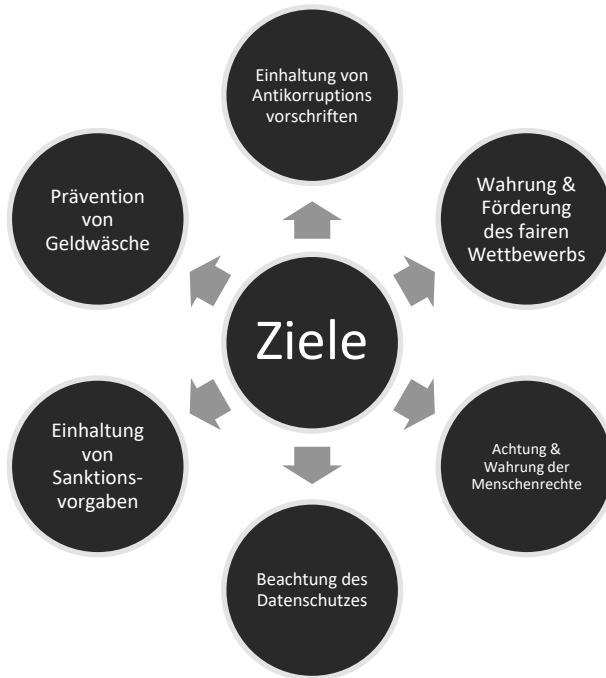 Einhaltung von
Antikorruptions
vorschriften
Wahrung &
Förderung
des fairen
Wettbewerbs
Achtung &
Wahrung der
Menschenrechte
Beachtung des
Datenschutzes
Einhaltung
von
Sanktions-
vorgaben
Prävention
von
Geldwäsche
Ziele